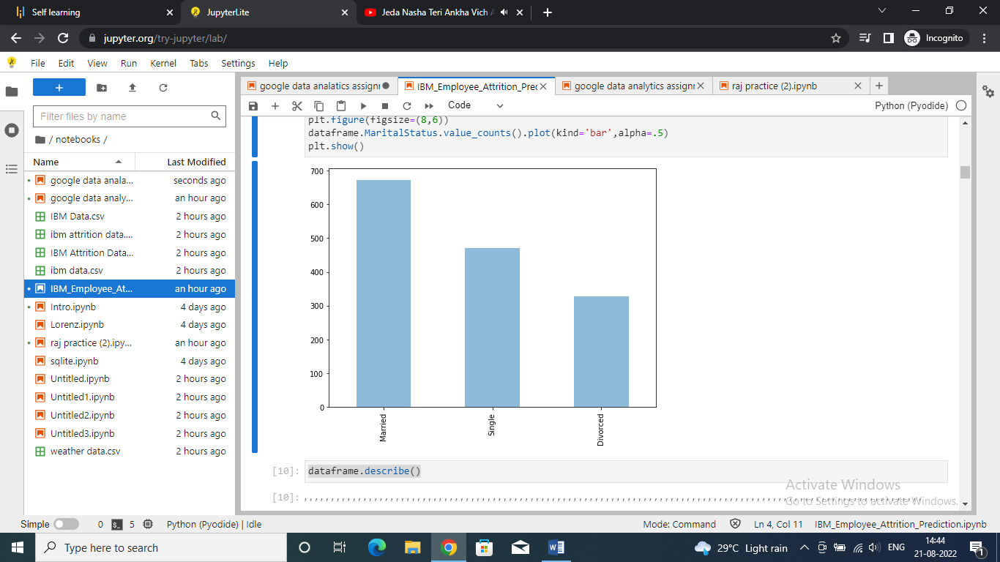 Self learning
JupyterLite
Jeda Nasha Teri Ankha Vich
jupyter.org/try-jupyter/lab/
Incognito
File Edit View Run Kernel Tabs Settings Help
google data analatics assignm
IBM_Employee_Attrition_Prec
google data analytics assignm
raj practice (2).ipynb
Code
Python (Pyodide)
Filter files by name
/ notebooks /
Name Last Modified
google data anala... seconds ago
google data analy... an hour ago
IBM Data.csv 2 hours ago
ibm attrition data.... 2 hours ago
IBM Attrition Data... 2 hours ago
ibm data.csv 2 hours ago
IBM_Employee_At... an hour ago
Intro.ipynb 4 days ago
Lorenz.ipynb 4 days ago
raj practice (2).ipy... an hour ago
sqlite.ipynb 4 days ago
Untitled.ipynb 2 hours ago
Untitled1.ipynb 2 hours ago
Untitled2.ipynb 2 hours ago
Untitled3.ipynb 2 hours ago
weather data.csv 2 hours ago
plt.figure(figsize=(8,6))
dataframe.MaritalStatus.value_counts().plot(kind='bar',alpha=.5)
plt.show()
700
600
500
400
300
200
100
0
Married
Single
Divorced
[10]: dataframe.describe()
[10]:
Activate Windows
Go to Settings to activate Windows.
Simple 0 5 Python (Pyodide) | Idle
Mode: Command Ln 4, Col 11 IBM_Employee_Attrition_Prediction.ipynb
Type here to search
29°C Light rain
ENG
14:44
21-08-2022
1